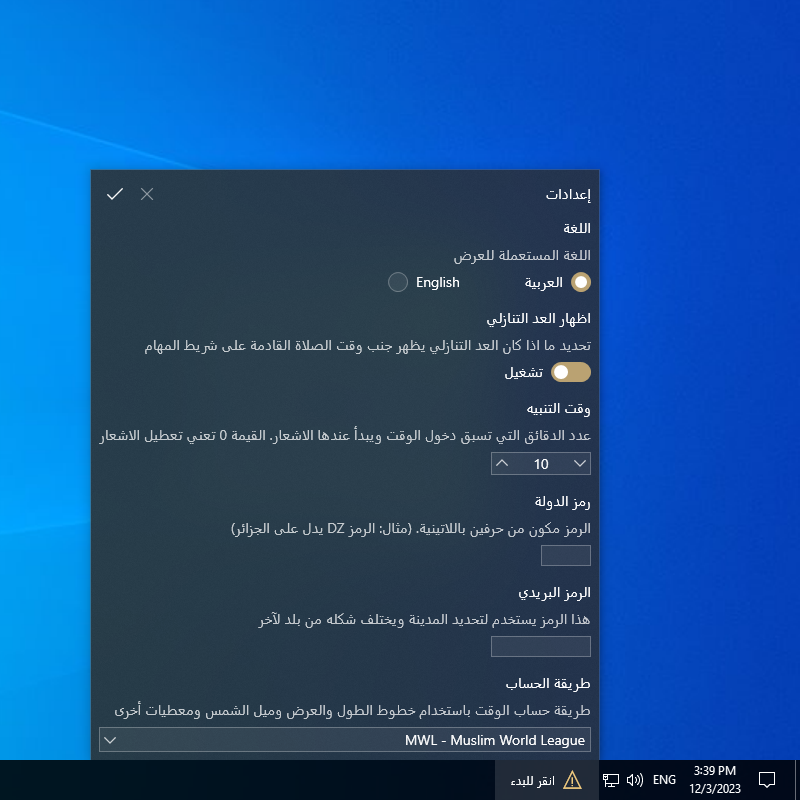 إعدادات
اللغة
اللغة المستعملة للعرض
العربية English
اظهار العد التنازلي
تحديد ما اذا كان العد التنازلي يظهر جنب وقت الصلاة القادمة على شريط المهام
تشغيل
وقت التنبيه
عدد الدقائق التي تسبق دخول الوقت ويبدأ عندها الاشعار. القيمة 0 تعني تعطيل الاشعار
10
رمز الدولة
الرمز مكون من حرفين باللاتينية. (مثال: الرمز DZ يدل على الجزائر)
الرمز البريدي
هذا الرمز يستخدم لتحديد المدينة ويختلف شكله من بلد لآخر
طريقة الحساب
طريقة حساب الوقت باستخدام خطوط الطول والعرض وميل الشمس ومعطيات أخرى
MWL - Muslim World League
انقر للبدء
ENG
3:39 PM
12/3/2023